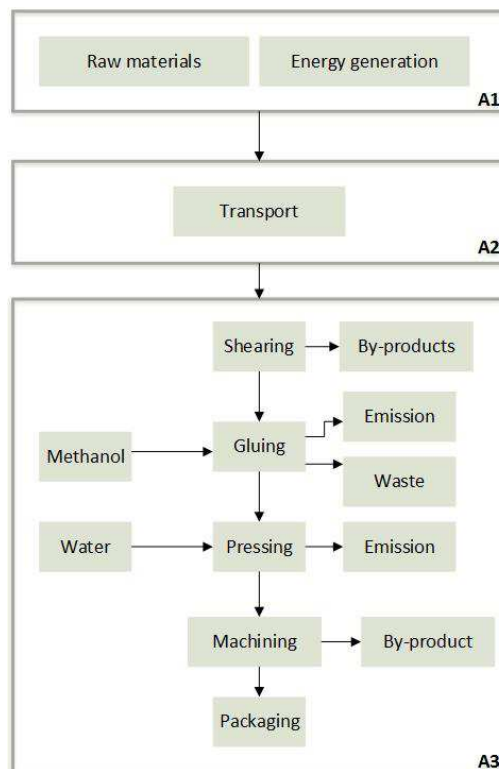 Raw materials
Energy generation
A1
Transport
A2
Shearing
By-products
Emission
Methanol
Gluing
Waste
Water
Pressing
Emission
Machining
By-product
Packaging
A3